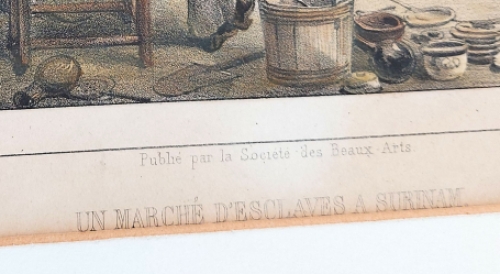 Publié par la Société des Beaux-Arts.
UN MARCHÉ D'ESCLAVES A SURINAM.